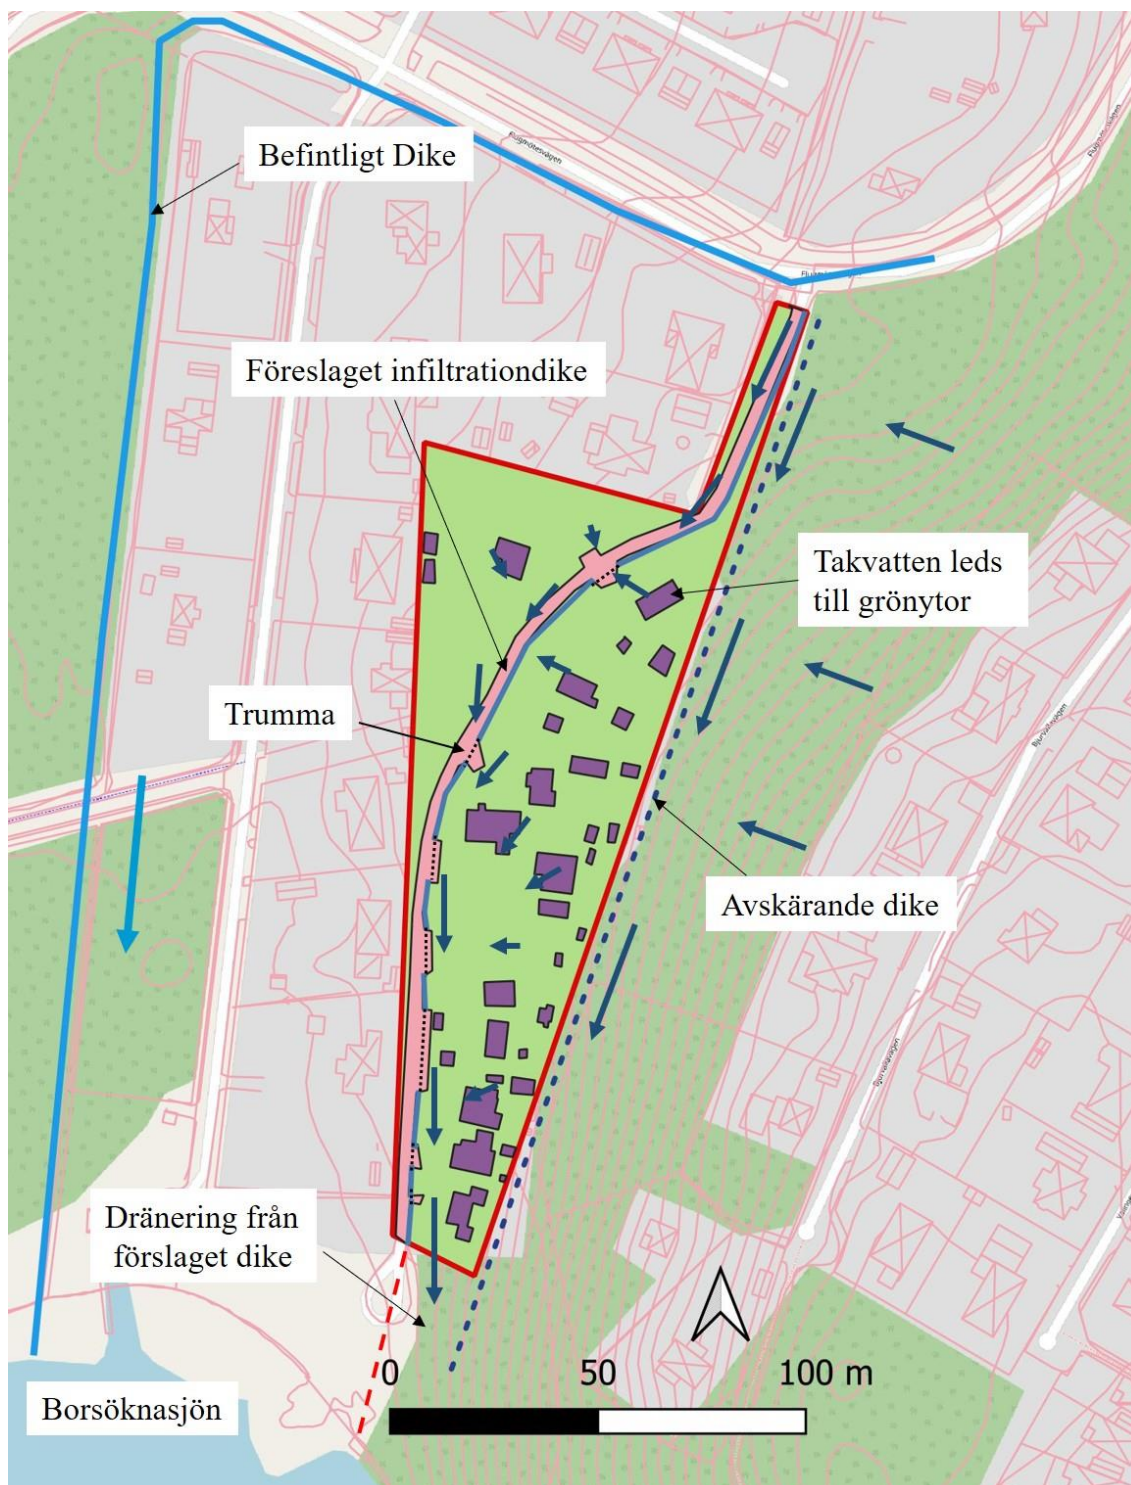 Flugmötesvägen
Befintligt Dike
Föreslaget infiltrationdike
Takvatten leds
till grönytor
Trumma
Avskärande dike
Dränering från
förslaget dike
0 50 100 m
Borsöknasjön